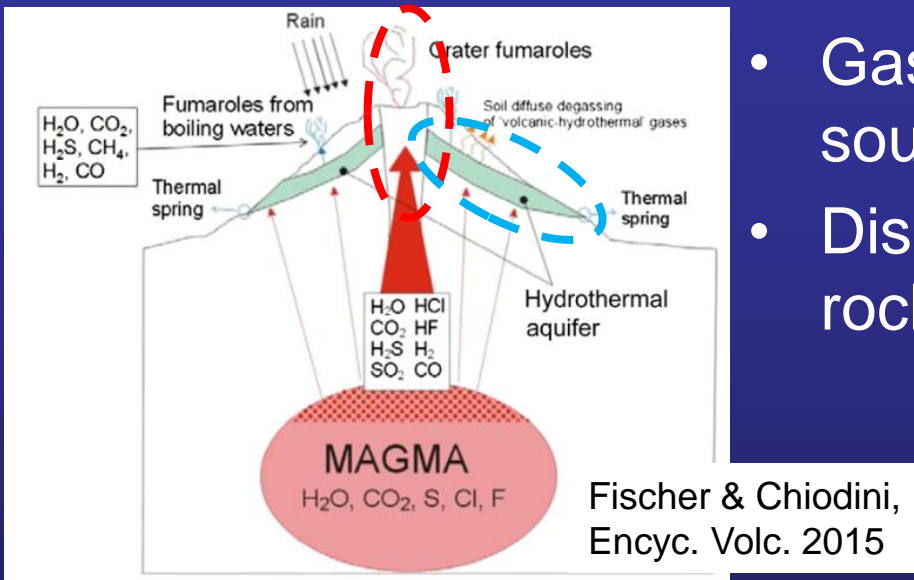 Rain
Crater fumaroles
Fumaroles from
boiling waters
Soil diffuse degassing
of 'volcanic-hydrothermal' gases
H₂O, CO₂,
H₂S, CH₄,
H₂, CO
Thermal
spring
Thermal
spring
Hydrothermal
aquifer
H₂O HCl
CO₂ HF
H₂S H₂
SO₂ CO
MAGMA
H₂O, CO₂, S, Cl, F
Fischer & Chiodini,
Encyc. Volc. 2015
• Gas
sou
• Dis
rocl